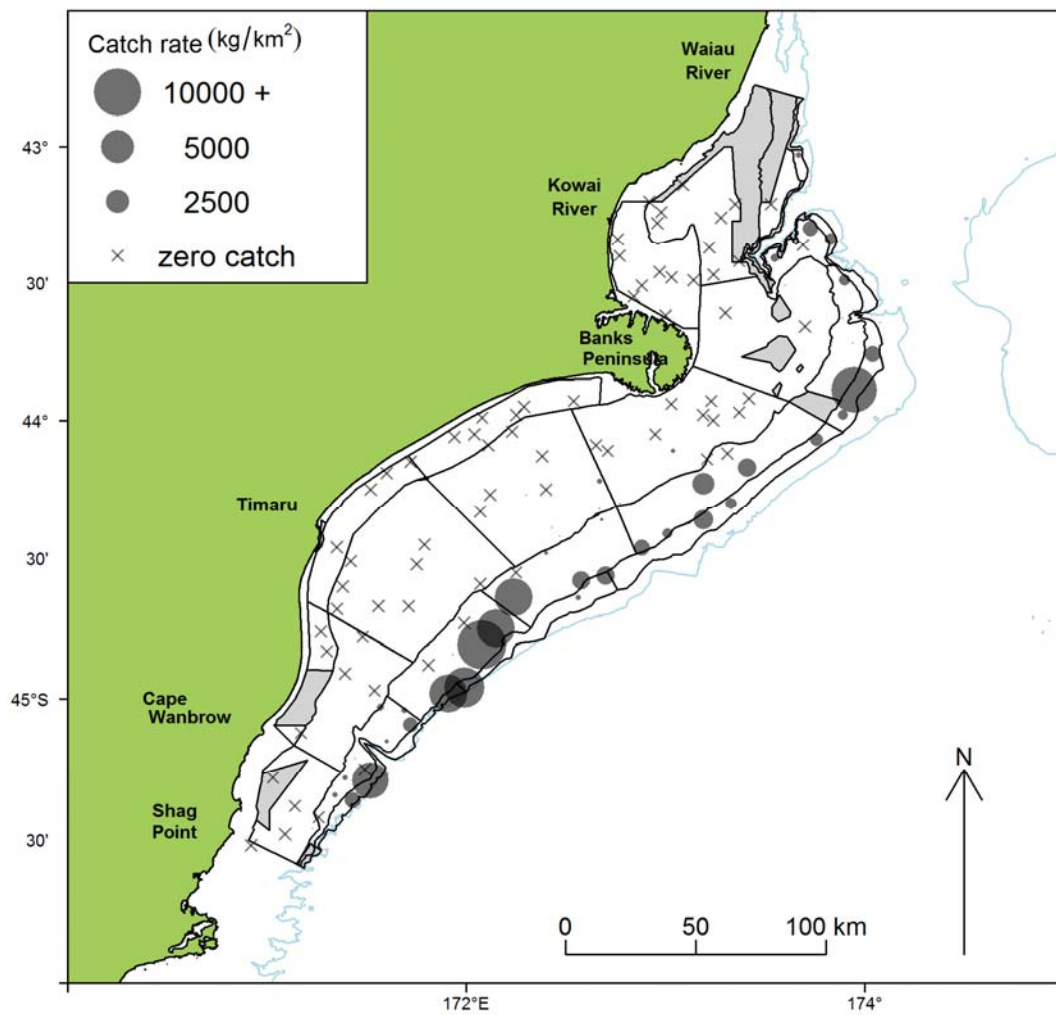 Catch rate (kg/km²)
10000 +
5000
2500
zero catch
Waiau
River
43°
Kowai
River
30'
Banks
Peninsula
44°
Timaru
30'
45°S
Cape
Wanbrow
N
Shag
Point
30'
0 50 100 km
172°E 174°